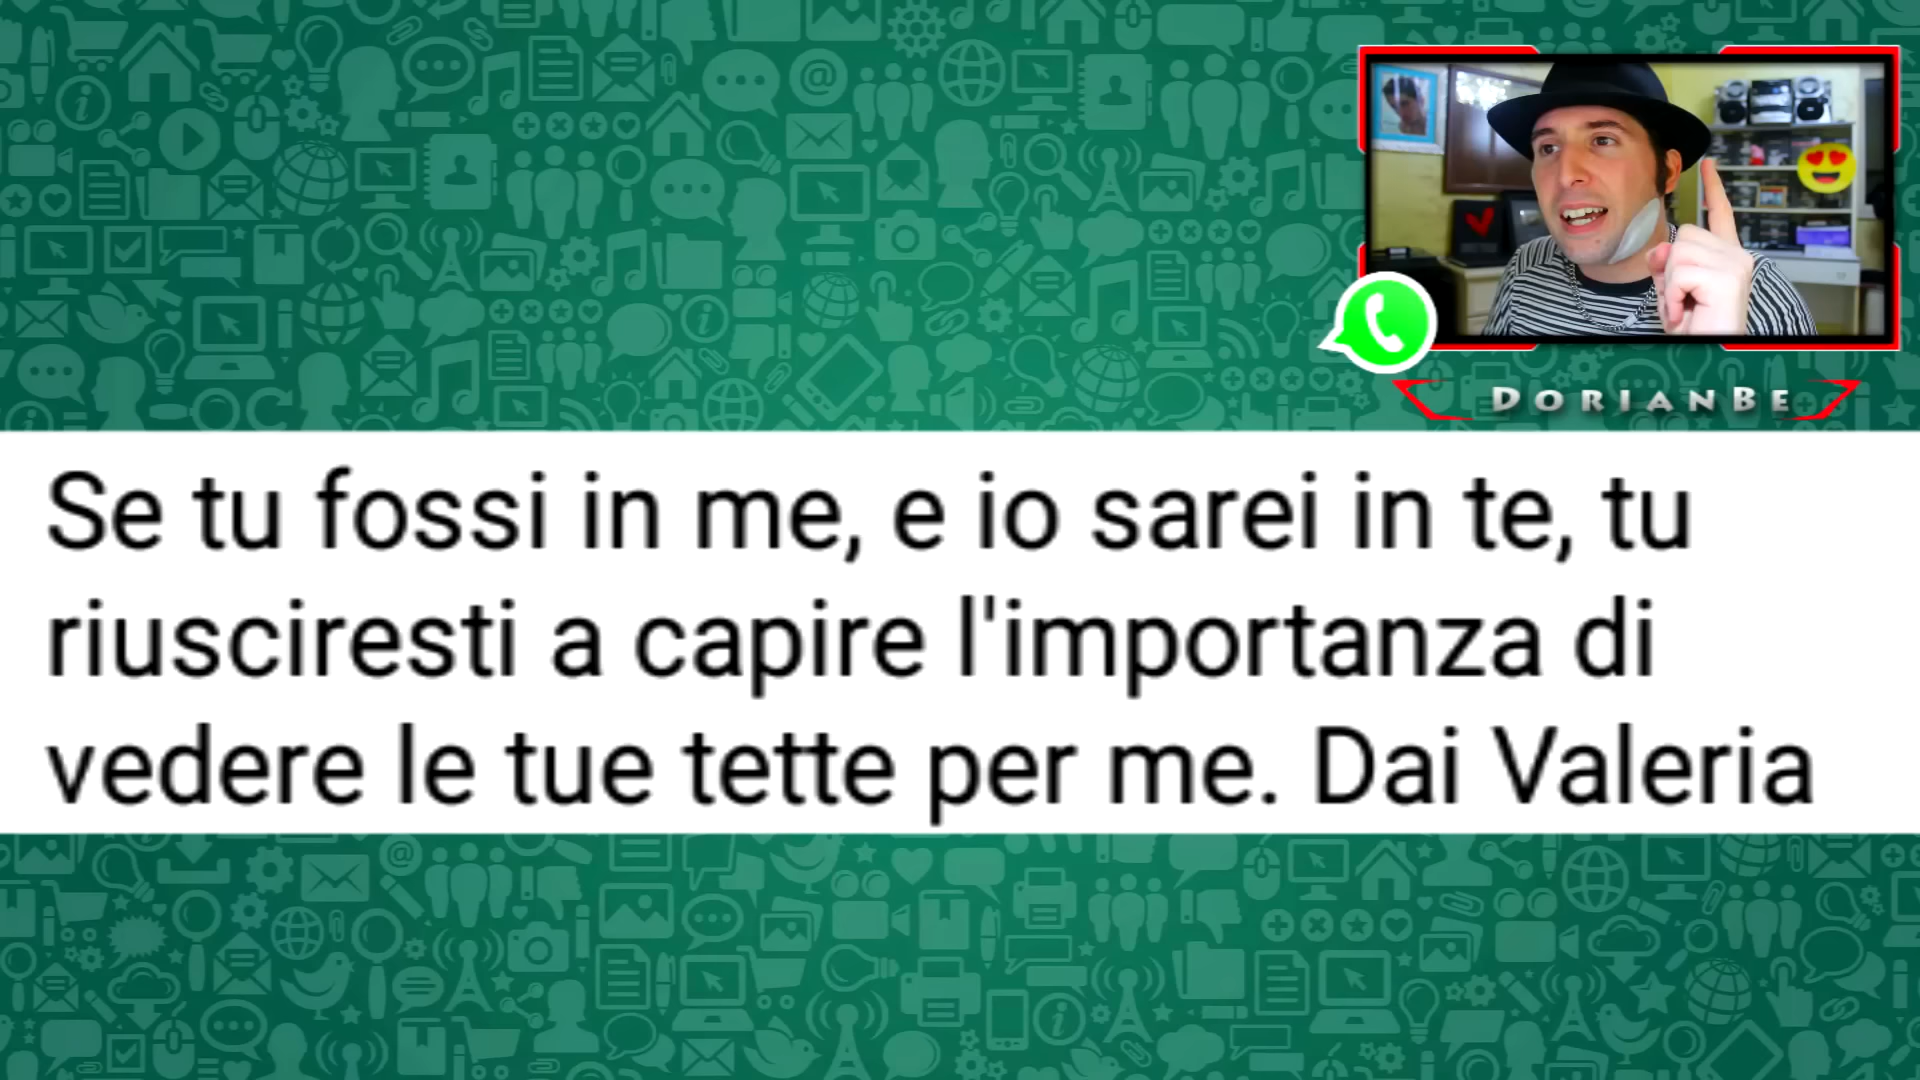 DORIANBE
Se tu fossi in me, e io sarei in te, tu
riusciresti a capire l'importanza di
vedere le tue tette per me. Dai Valeria